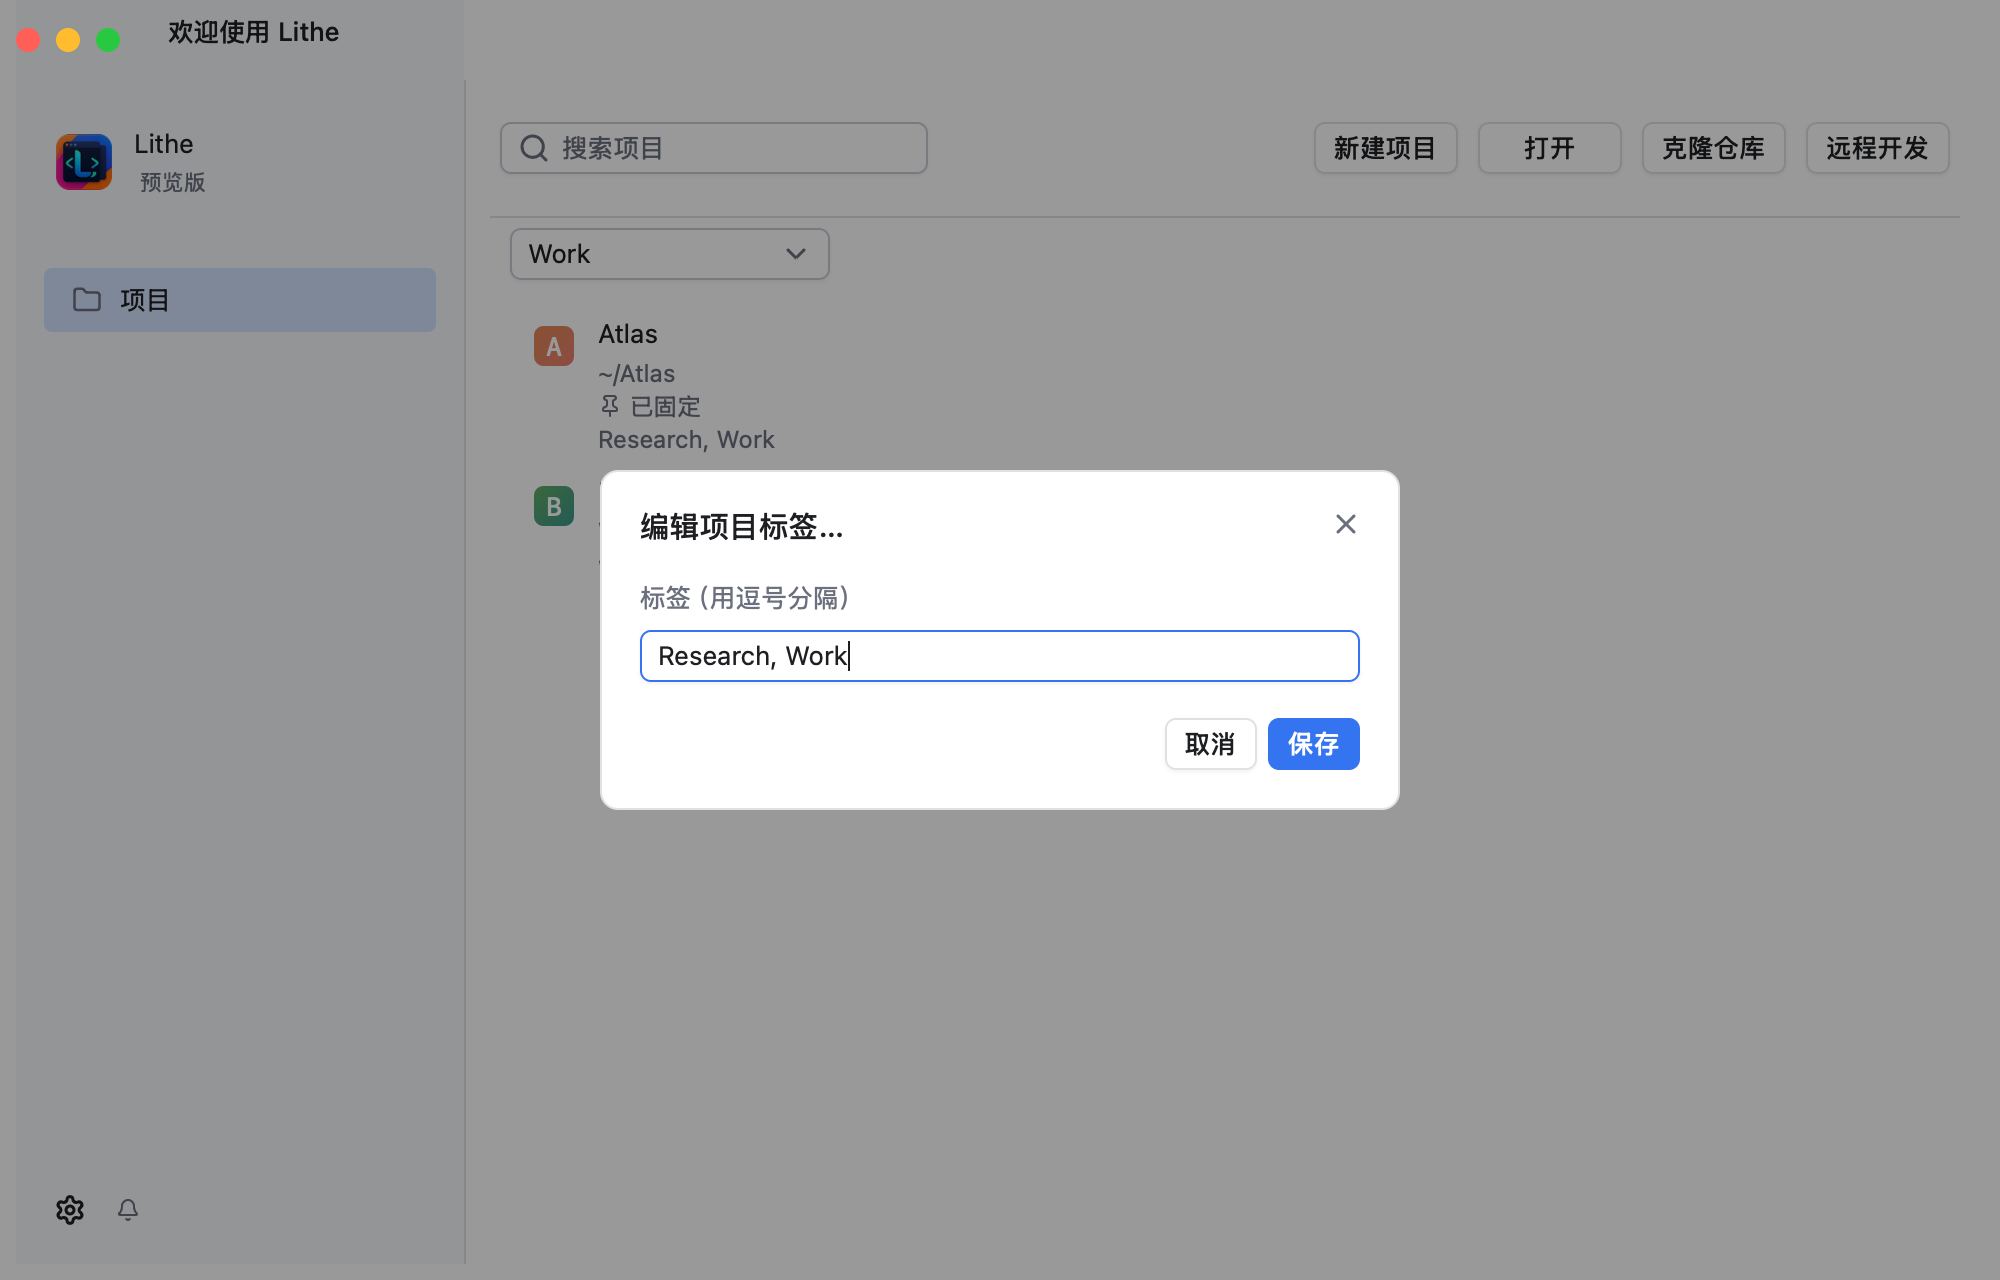 欢迎使用 Lithe
Lithe
预览版
项目
搜索项目
新建项目
打开
克隆仓库
远程开发
Work
A
Atlas
~/Atlas
已固定
Research, Work
B
编辑项目标签...
标签 (用逗号分隔)
Research, Work
取消
保存